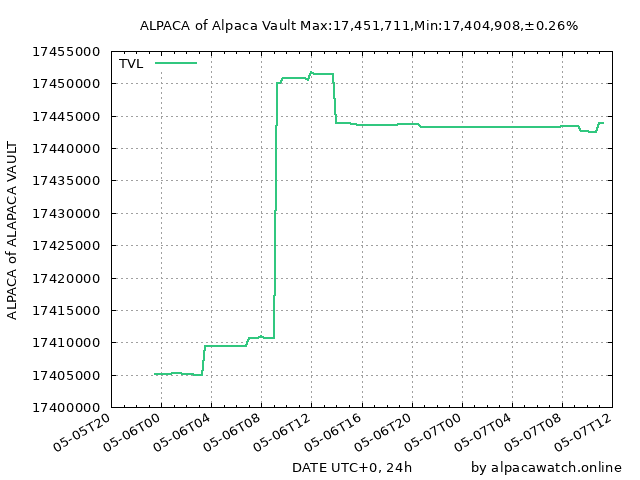 ALPACA of Alpaca Vault Max:17,451,711,Min:17,404,908,±0.26%
17455000
TVL
17450000
17445000
17440000
17435000
17430000
17425000
17420000
17415000
17410000
17405000
17400000
ALPACA of ALAPACA VAULT
05-05T20
05-06T00
05-06T04
05-06T08
05-06T12
05-06T16
05-06T20
05-07T00
05-07T04
05-07T08
05-07T12
DATE UTC+0, 24h
by alpacawatch.online